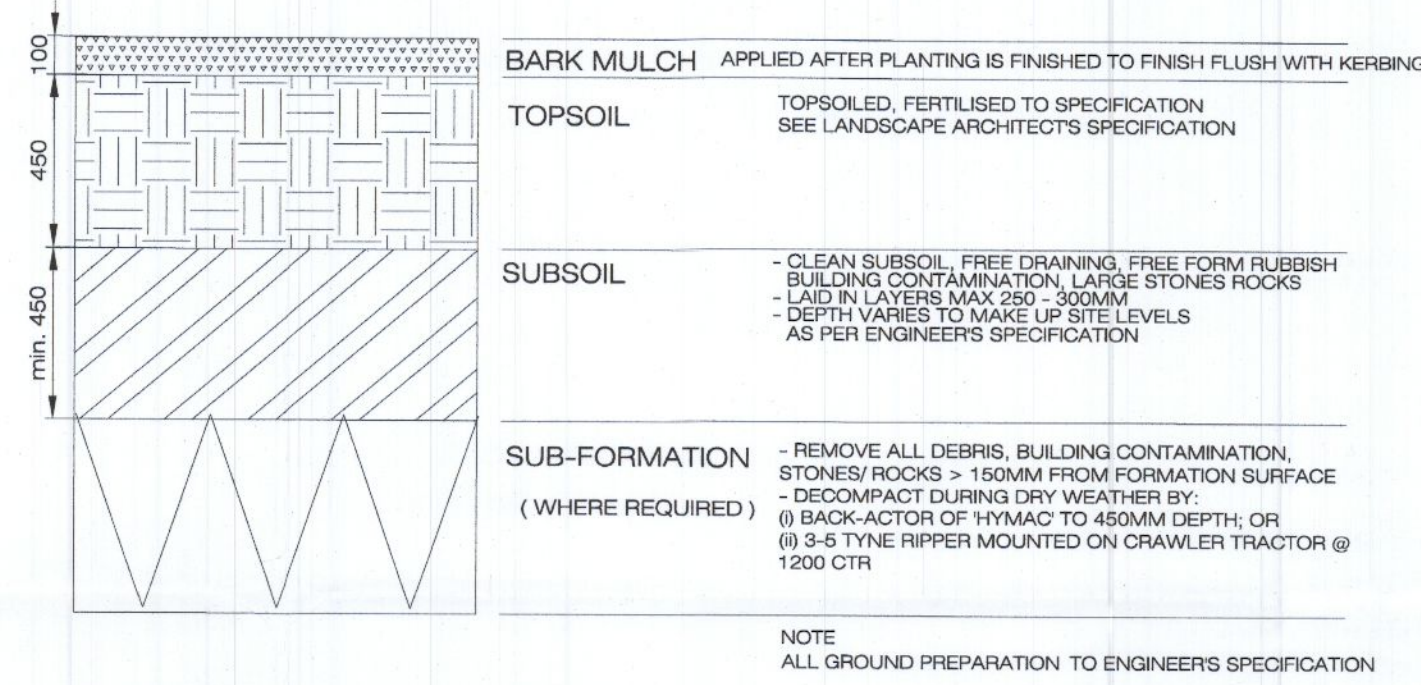 100
BARK MULCH APPLIED AFTER PLANTING IS FINISHED TO FINISH FLUSH WITH KERBING
450
TOPSOIL
TOPSOILED, FERTILISED TO SPECIFICATION
SEE LANDSCAPE ARCHITECT'S SPECIFICATION
min. 450
SUBSOIL
- CLEAN SUBSOIL, FREE DRAINING, FREE FORM RUBBISH
BUILDING CONTAMINATION, LARGE STONES ROCKS
- LAID IN LAYERS MAX 250 - 300MM
- DEPTH VARIES TO MAKE UP SITE LEVELS
AS PER ENGINEER'S SPECIFICATION
SUB-FORMATION
( WHERE REQUIRED )
- REMOVE ALL DEBRIS, BUILDING CONTAMINATION,
STONES/ ROCKS > 150MM FROM FORMATION SURFACE
- DECOMPACT DURING DRY WEATHER BY:
(i) BACK-ACTOR OF 'HYMAC' TO 450MM DEPTH; OR
(ii) 3-5 TYNE RIPPER MOUNTED ON CRAWLER TRACTOR @
1200 CTR
NOTE
ALL GROUND PREPARATION TO ENGINEER'S SPECIFICATION